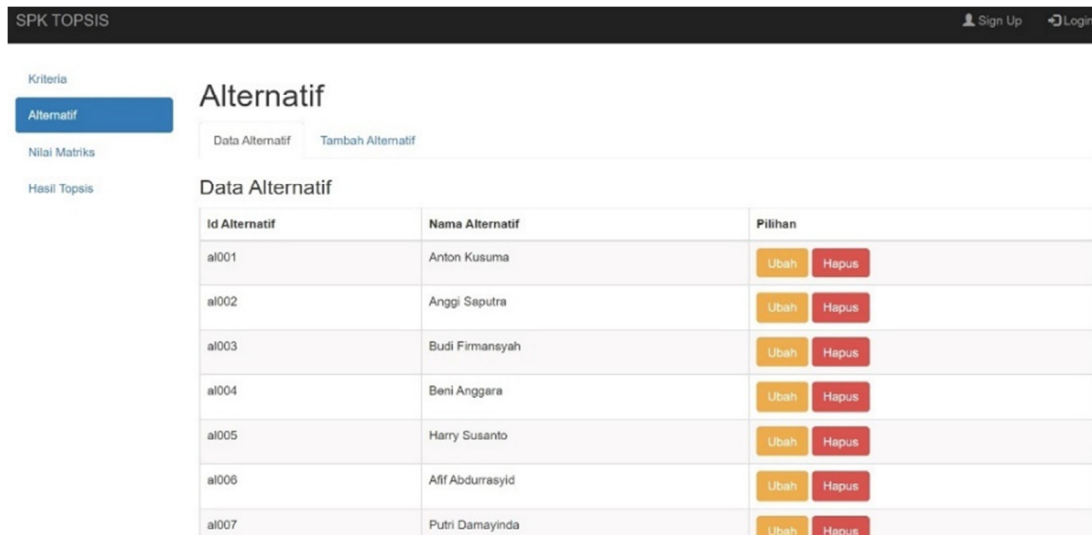 SPK TOPSIS Sign Up Login
Kriteria
Alternatif
Nilai Matriks
Hasil Topsis
Alternatif
Data Alternatif Tambah Alternatif
Data Alternatif
Id Alternatif Nama Alternatif Pilihan
al001 Anton Kusuma Ubah Hapus
al002 Anggi Saputra Ubah Hapus
al003 Budi Firmansyah Ubah Hapus
al004 Beni Anggara Ubah Hapus
al005 Harry Susanto Ubah Hapus
al006 Afif Abdurrasyid Ubah Hapus
al007 Putri Damayinda Ubah Hapus